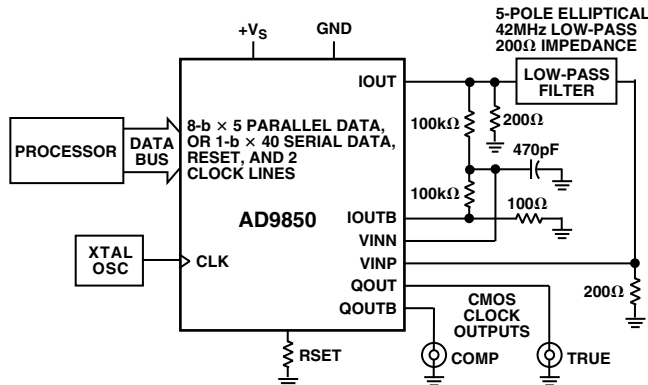 5-POLE ELLIPTICAL
42MHz LOW-PASS
200Ω IMPEDANCE
+VS
GND
IOUT
LOW-PASS
FILTER
100kΩ
200Ω
8-b × 5 PARALLEL DATA,
OR 1-b × 40 SERIAL DATA,
RESET, AND 2
CLOCK LINES
PROCESSOR
DATA
BUS
470pF
100kΩ
AD9850
IOUTB
100Ω
VINN
XTAL
OSC
CLK
VINP
QOUT
QOUTB
CMOS
CLOCK
OUTPUTS
200Ω
RSET
COMP
TRUE